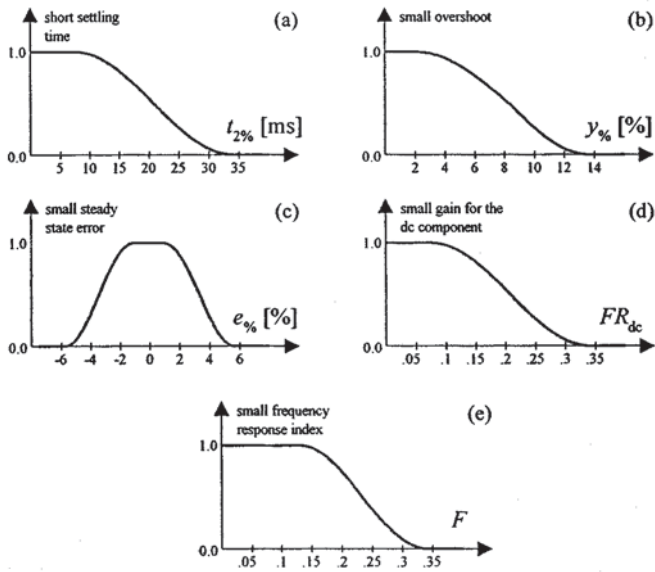 short settling
time
(a)
1.0
0.0
t2% [ms]
5 10 15 20 25 30 35
small overshoot
(b)
1.0
0.0
y% [%]
2 4 6 8 10 12 14
small steady
state error
(c)
1.0
0.0
e% [%]
-6 -4 -2 0 2 4 6
small gain for the
dc component
(d)
1.0
0.0
FRdc
.05 .1 .15 .2 .25 .3 .35
small frequency
response index
(e)
1.0
0.0
F
.05 .1 .15 .2 .25 .3 .35